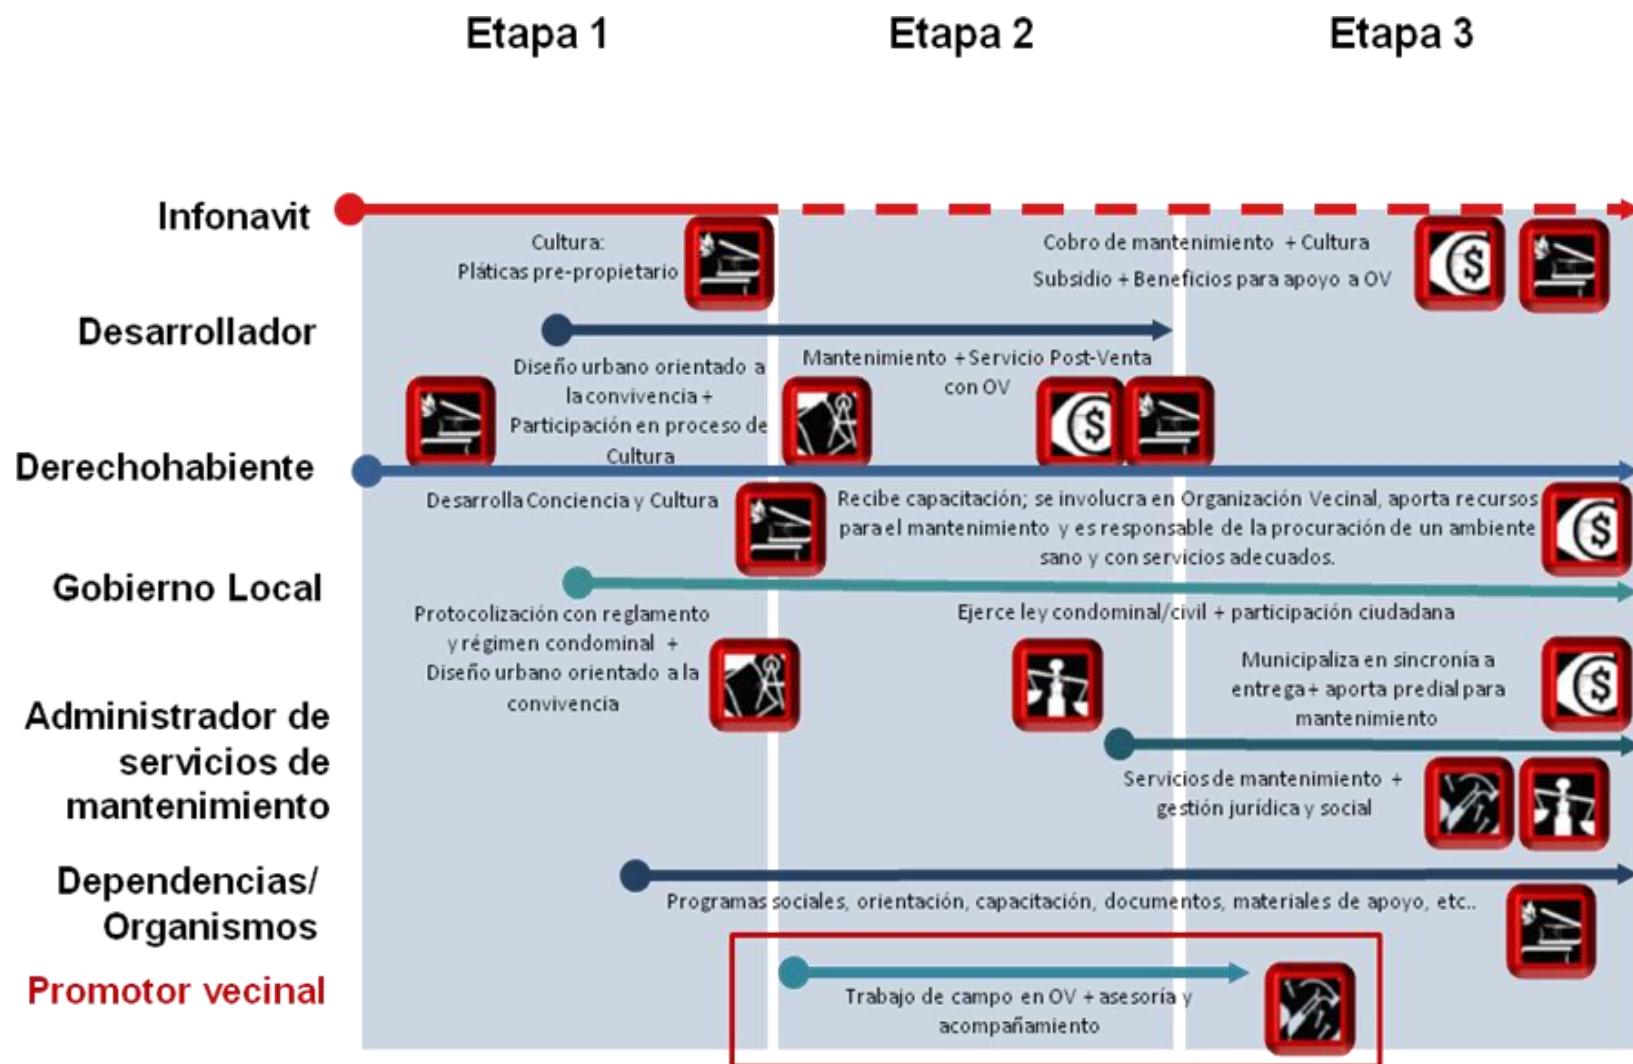 Etapa 1
Etapa 2
Etapa 3
Infonavit
Cultura:
Pláticas pre-propietario
Cobro de mantenimiento + Cultura
Subsidio + Beneficios para apoyo a OV
Desarrollador
Diseño urbano orientado a
la convivencia +
Participación en proceso de
Cultura
Mantenimiento + Servicio Post-Venta
con OV
Derechohabiente
Desarrolla Conciencia y Cultura
Recibe capacitación; se involucra en Organización Vecinal, aporta recursos
para el mantenimiento y es responsable de la procuración de un ambiente
sano y con servicios adecuados.
Gobierno Local
Protocolización con reglamento
y régimen condominal +
Diseño urbano orientado a la
convivencia
Ejerce ley condominal/civil + participación ciudadana
Municipaliza en sincronía a
entrega + aporta predial para
mantenimiento
Administrador de
servicios de
mantenimiento
Servicios de mantenimiento +
gestión jurídica y social
Dependencias/
Organismos
Programas sociales, orientación, capacitación, documentos, materiales de apoyo, etc..
Promotor vecinal
Trabajo de campo en OV + asesoría y
acompañamiento
$
$
$
$